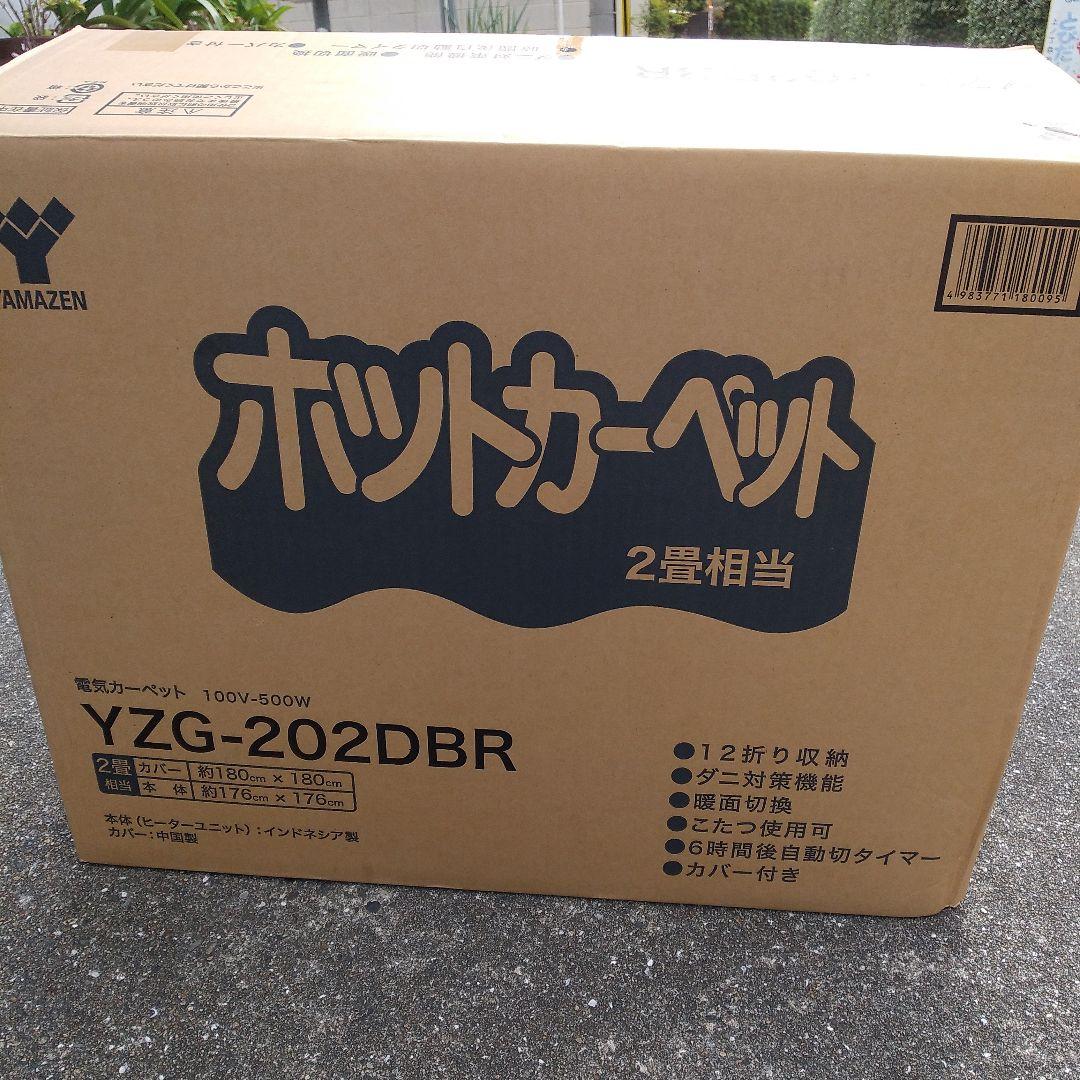 YAMAZEN
4983771180095
ホットカーペット
2畳相当
電気カーペット 100V-500W
YZG-202DBR
2畳相当 カバー 約180cm × 180cm
本体 約176cm × 176cm
本体(ヒーターユニット):インドネシア製
カバー:中国製
●12折り収納
●ダニ対策機能
●暖面切換
●こたつ使用可
●6時間後自動切タイマー
●カバー付き